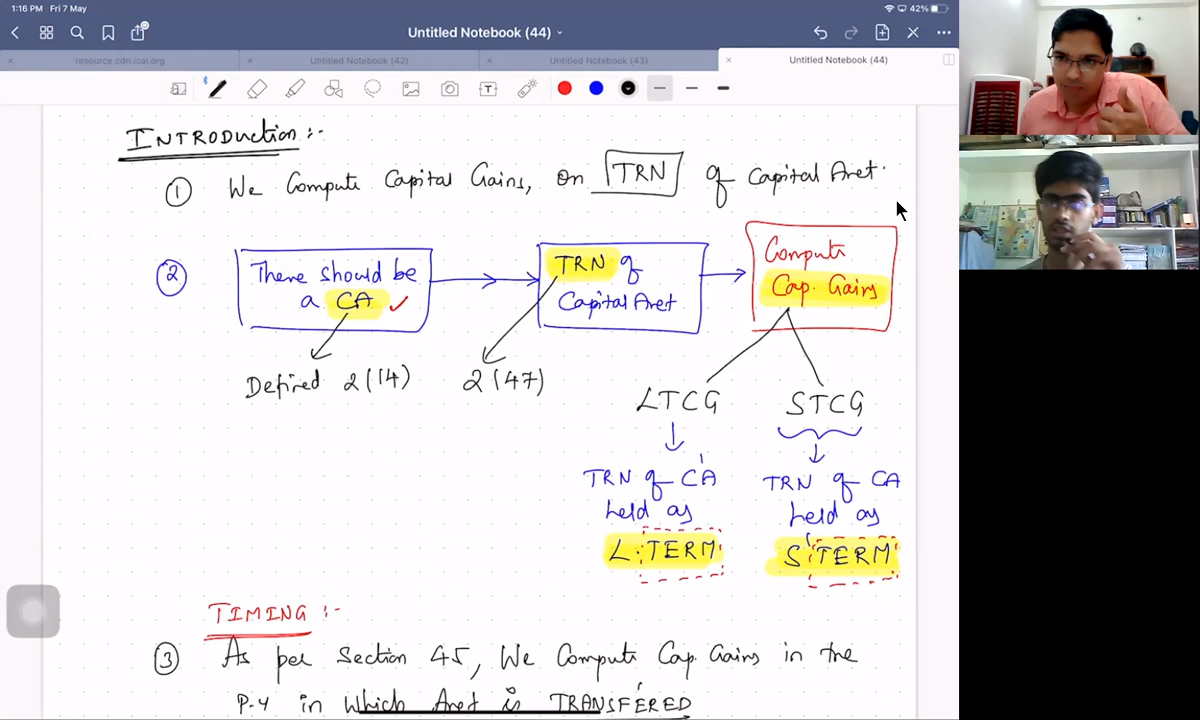 1:16 PM Fri 7 May
42%
Untitled Notebook (44)
resource.cdn.icai.org
Untitled Notebook (42)
Untitled Notebook (43)
Untitled Notebook (44)
INTRODUCTION :-
① We Compute Capital Gains, on TRN of Capital Asset.
② There should be
a CA ✓
TRN of
Capital Asset
Compute
Cap. Gains
Defined 2(14)
2(47)
LTCG
STCG
TRN of CA
held as
L.TERM
TRN of CA
held as
S.TERM
TIMING :-
③ As per Section 45, We Compute Cap. Gains in the
P.Y in Which Asset is TRANSFERED